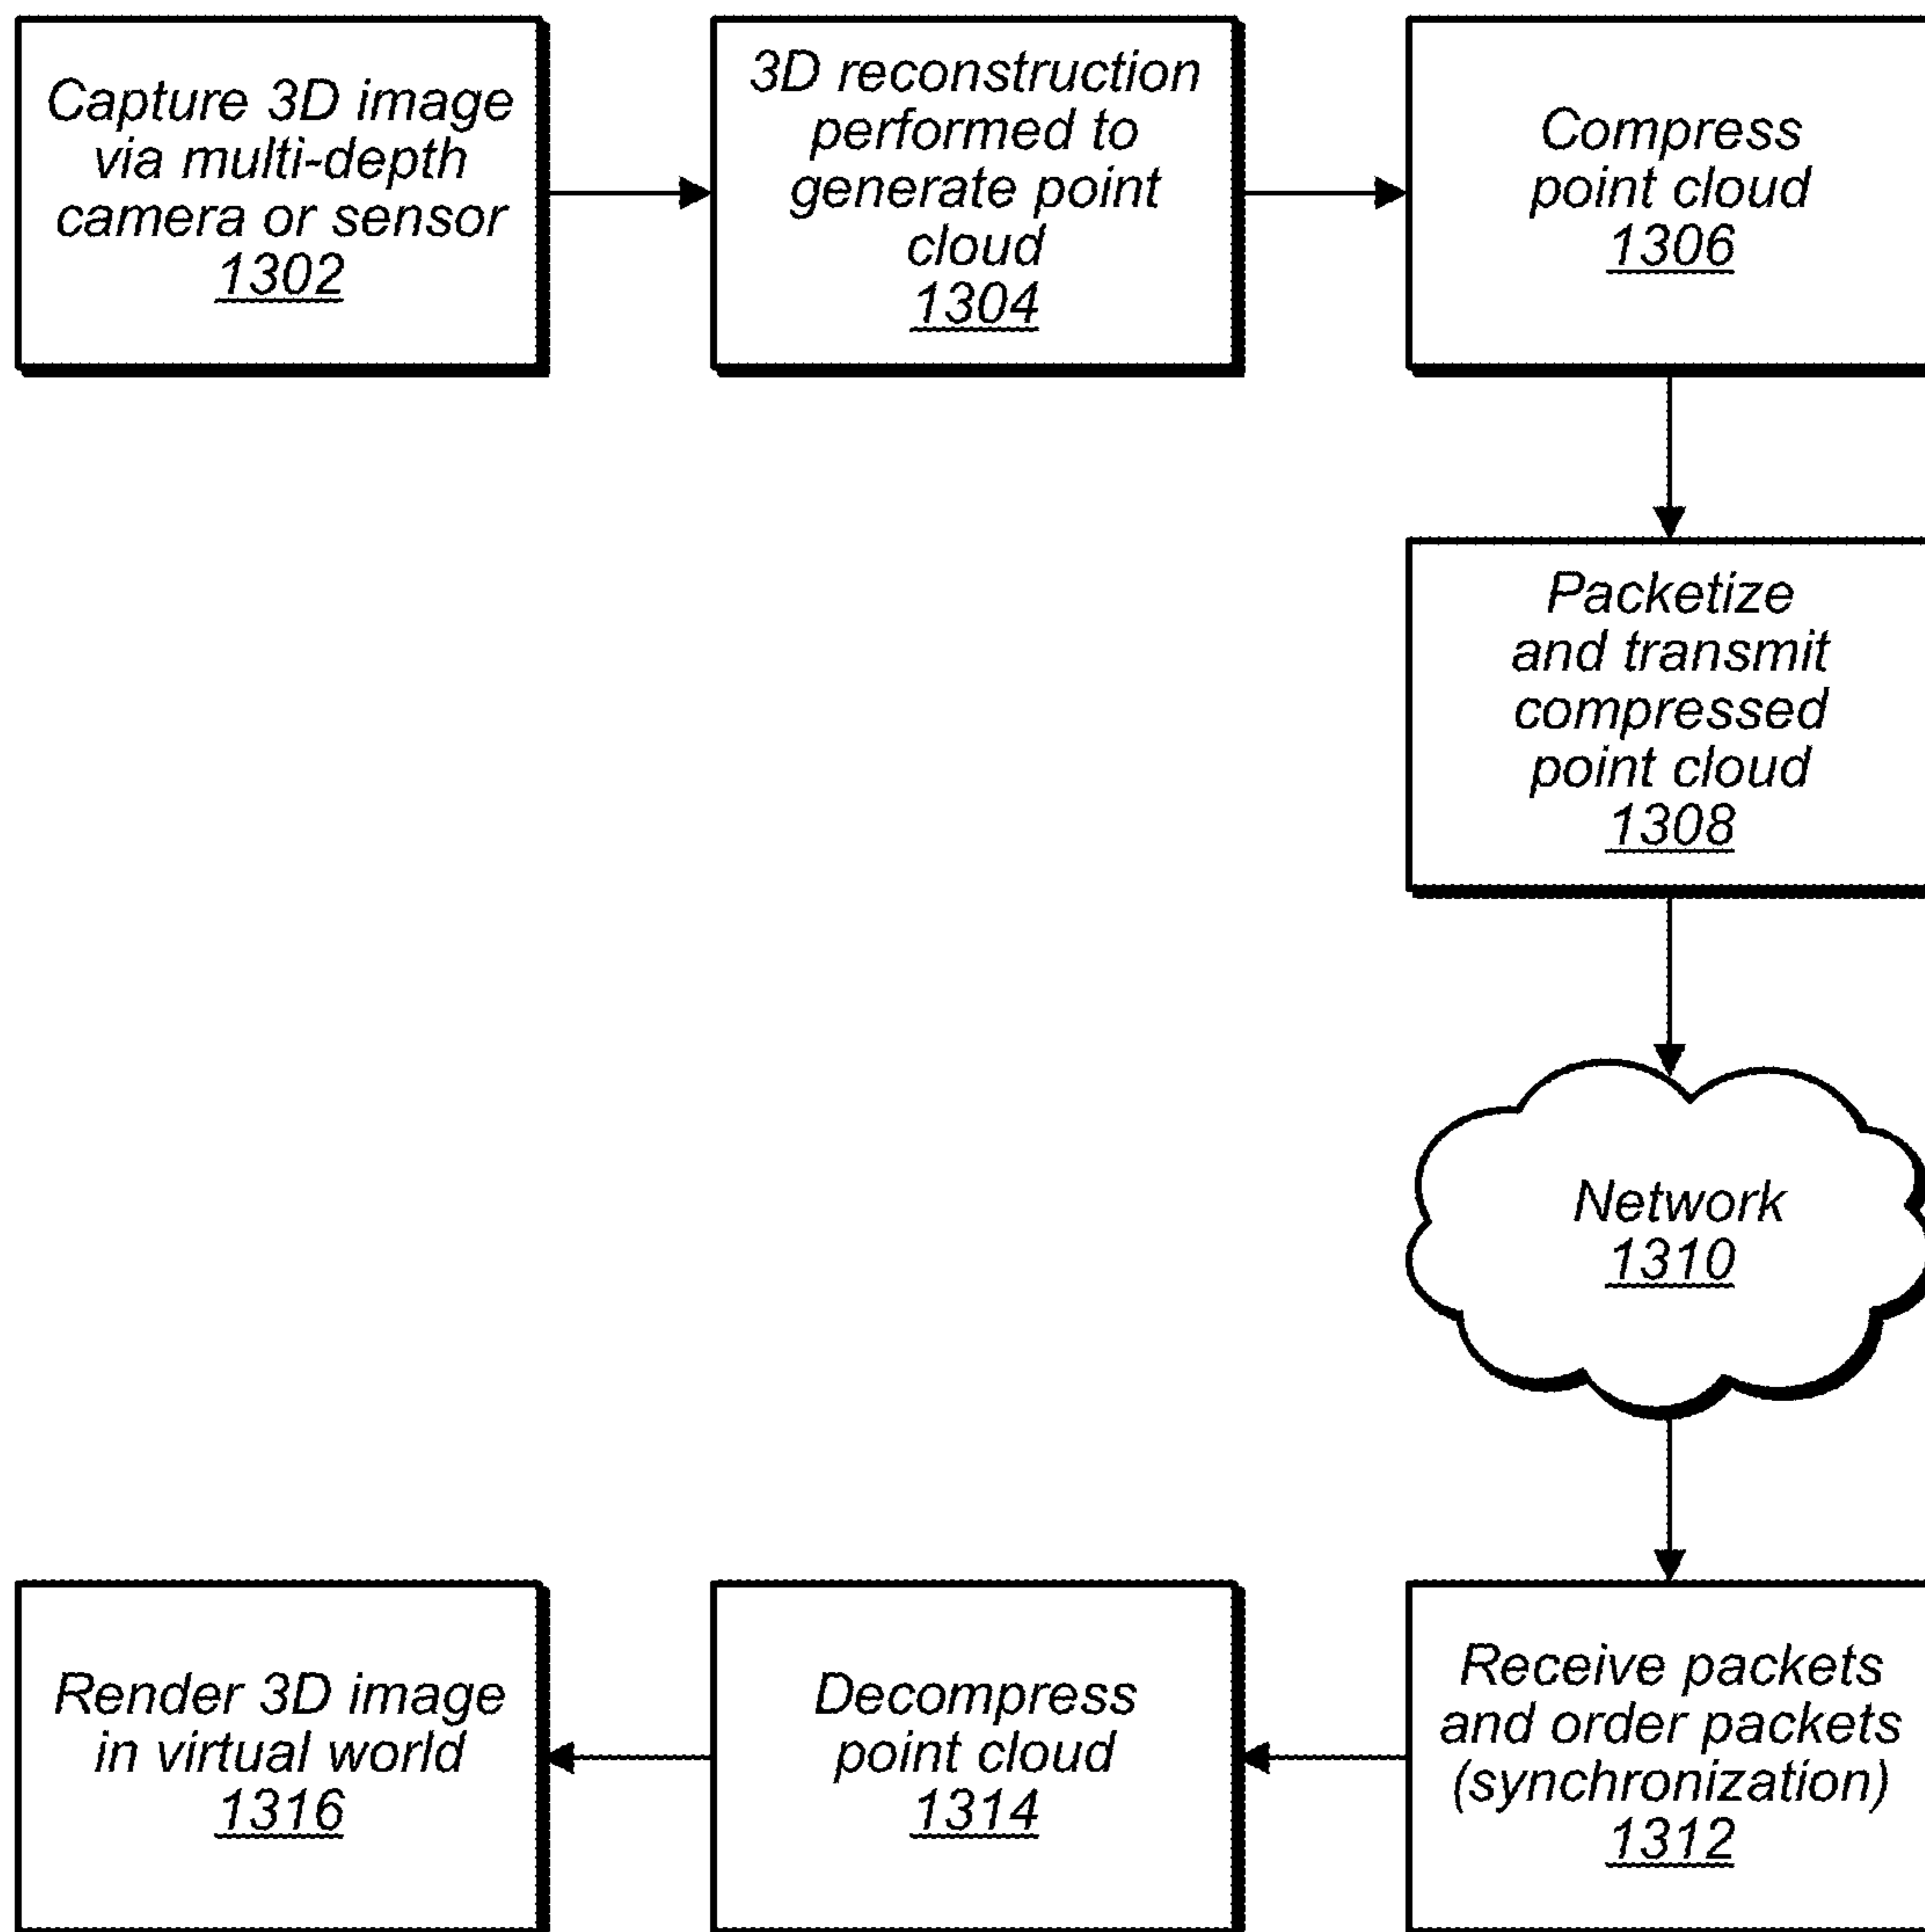 Capture 3D image
via multi-depth
camera or sensor
1302
3D reconstruction
performed to
generate point
cloud
1304
Compress
point cloud
1306
Packetize
and transmit
compressed
point cloud
1308
Network
1310
Receive packets
and order packets
(synchronization)
1312
Decompress
point cloud
1314
Render 3D image
in virtual world
1316